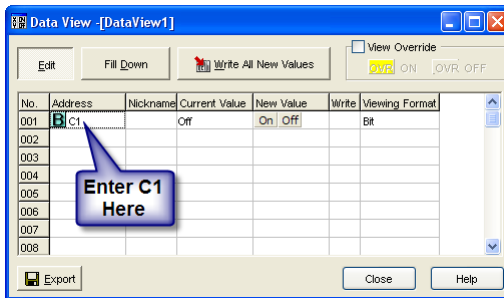 Data View -[DataView1]
View Override
Edit Fill Down Write All New Values OVR ON OVR OFF
No. Address Nickname Current Value New Value Write Viewing Format
001 B C1 Off On Off Bit
002
003
004
005
006
007
008
Enter C1
Here
Export Close Help